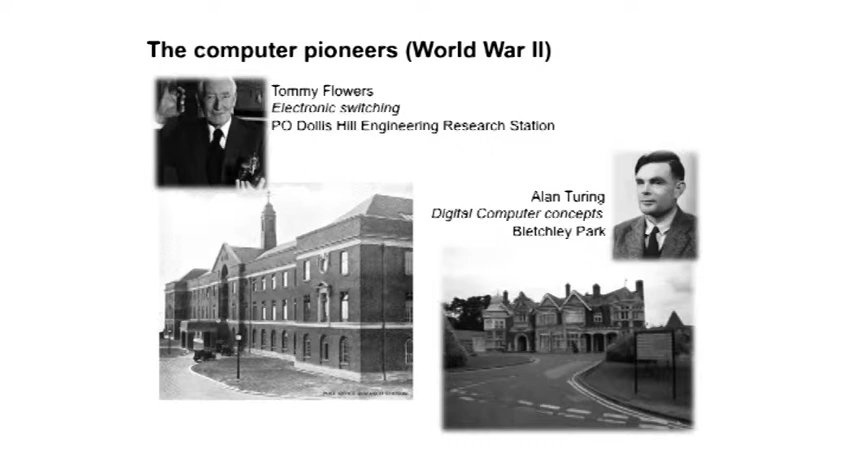 The computer pioneers (World War II)
Tommy Flowers
Electronic switching
PO Dollis Hill Engineering Research Station
Alan Turing
Digital Computer concepts
Bletchley Park